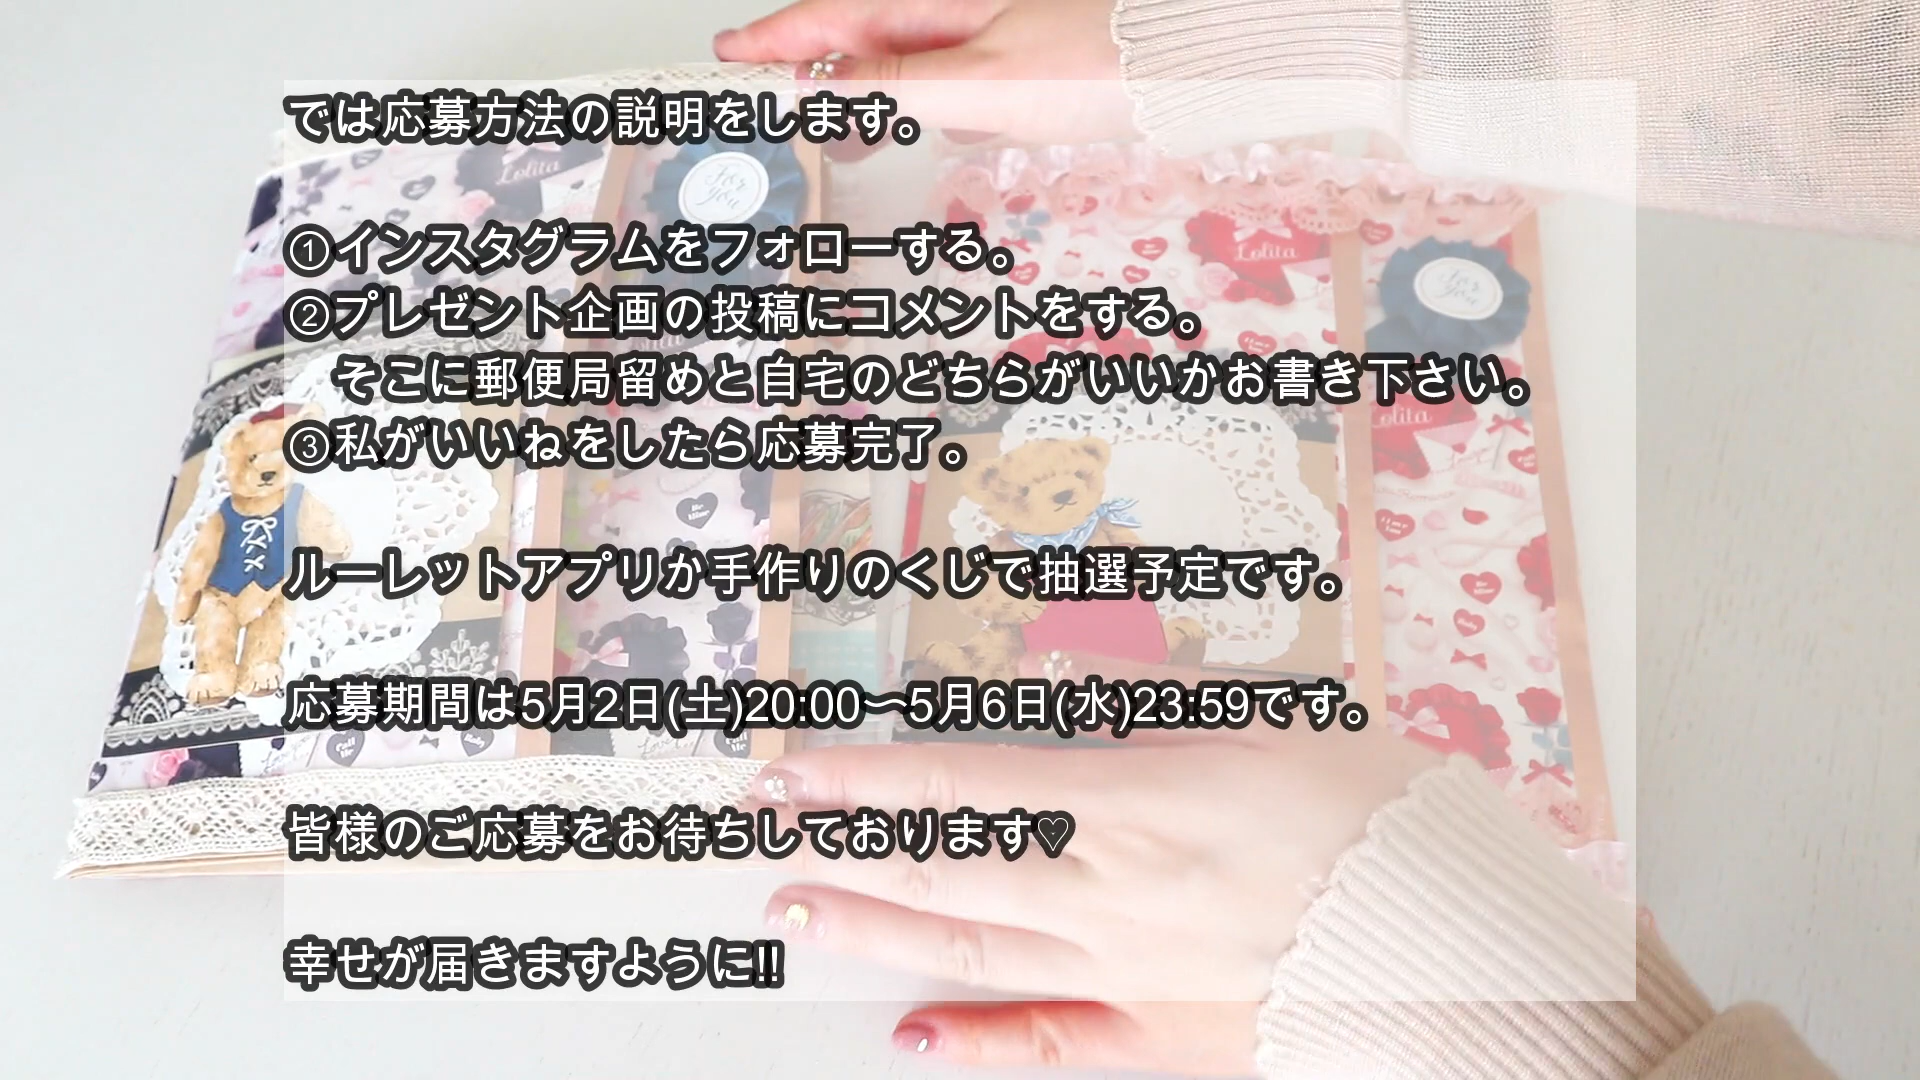 では応募方法の説明をします。
①インスタグラムをフォローする。
②プレゼント企画の投稿にコメントをする。
そこに郵便局留めと自宅のどちらがいいかお書き下さい。
③私がいいねをしたら応募完了。
ルーレットアプリか手作りのくじで抽選予定です。
応募期間は5月2日(土)20:00〜5月6日(水)23:59です。
皆様のご応募をお待ちしております♡
幸せが届きますように‼
Lolita
For you
Lolita
For you
Be Mine